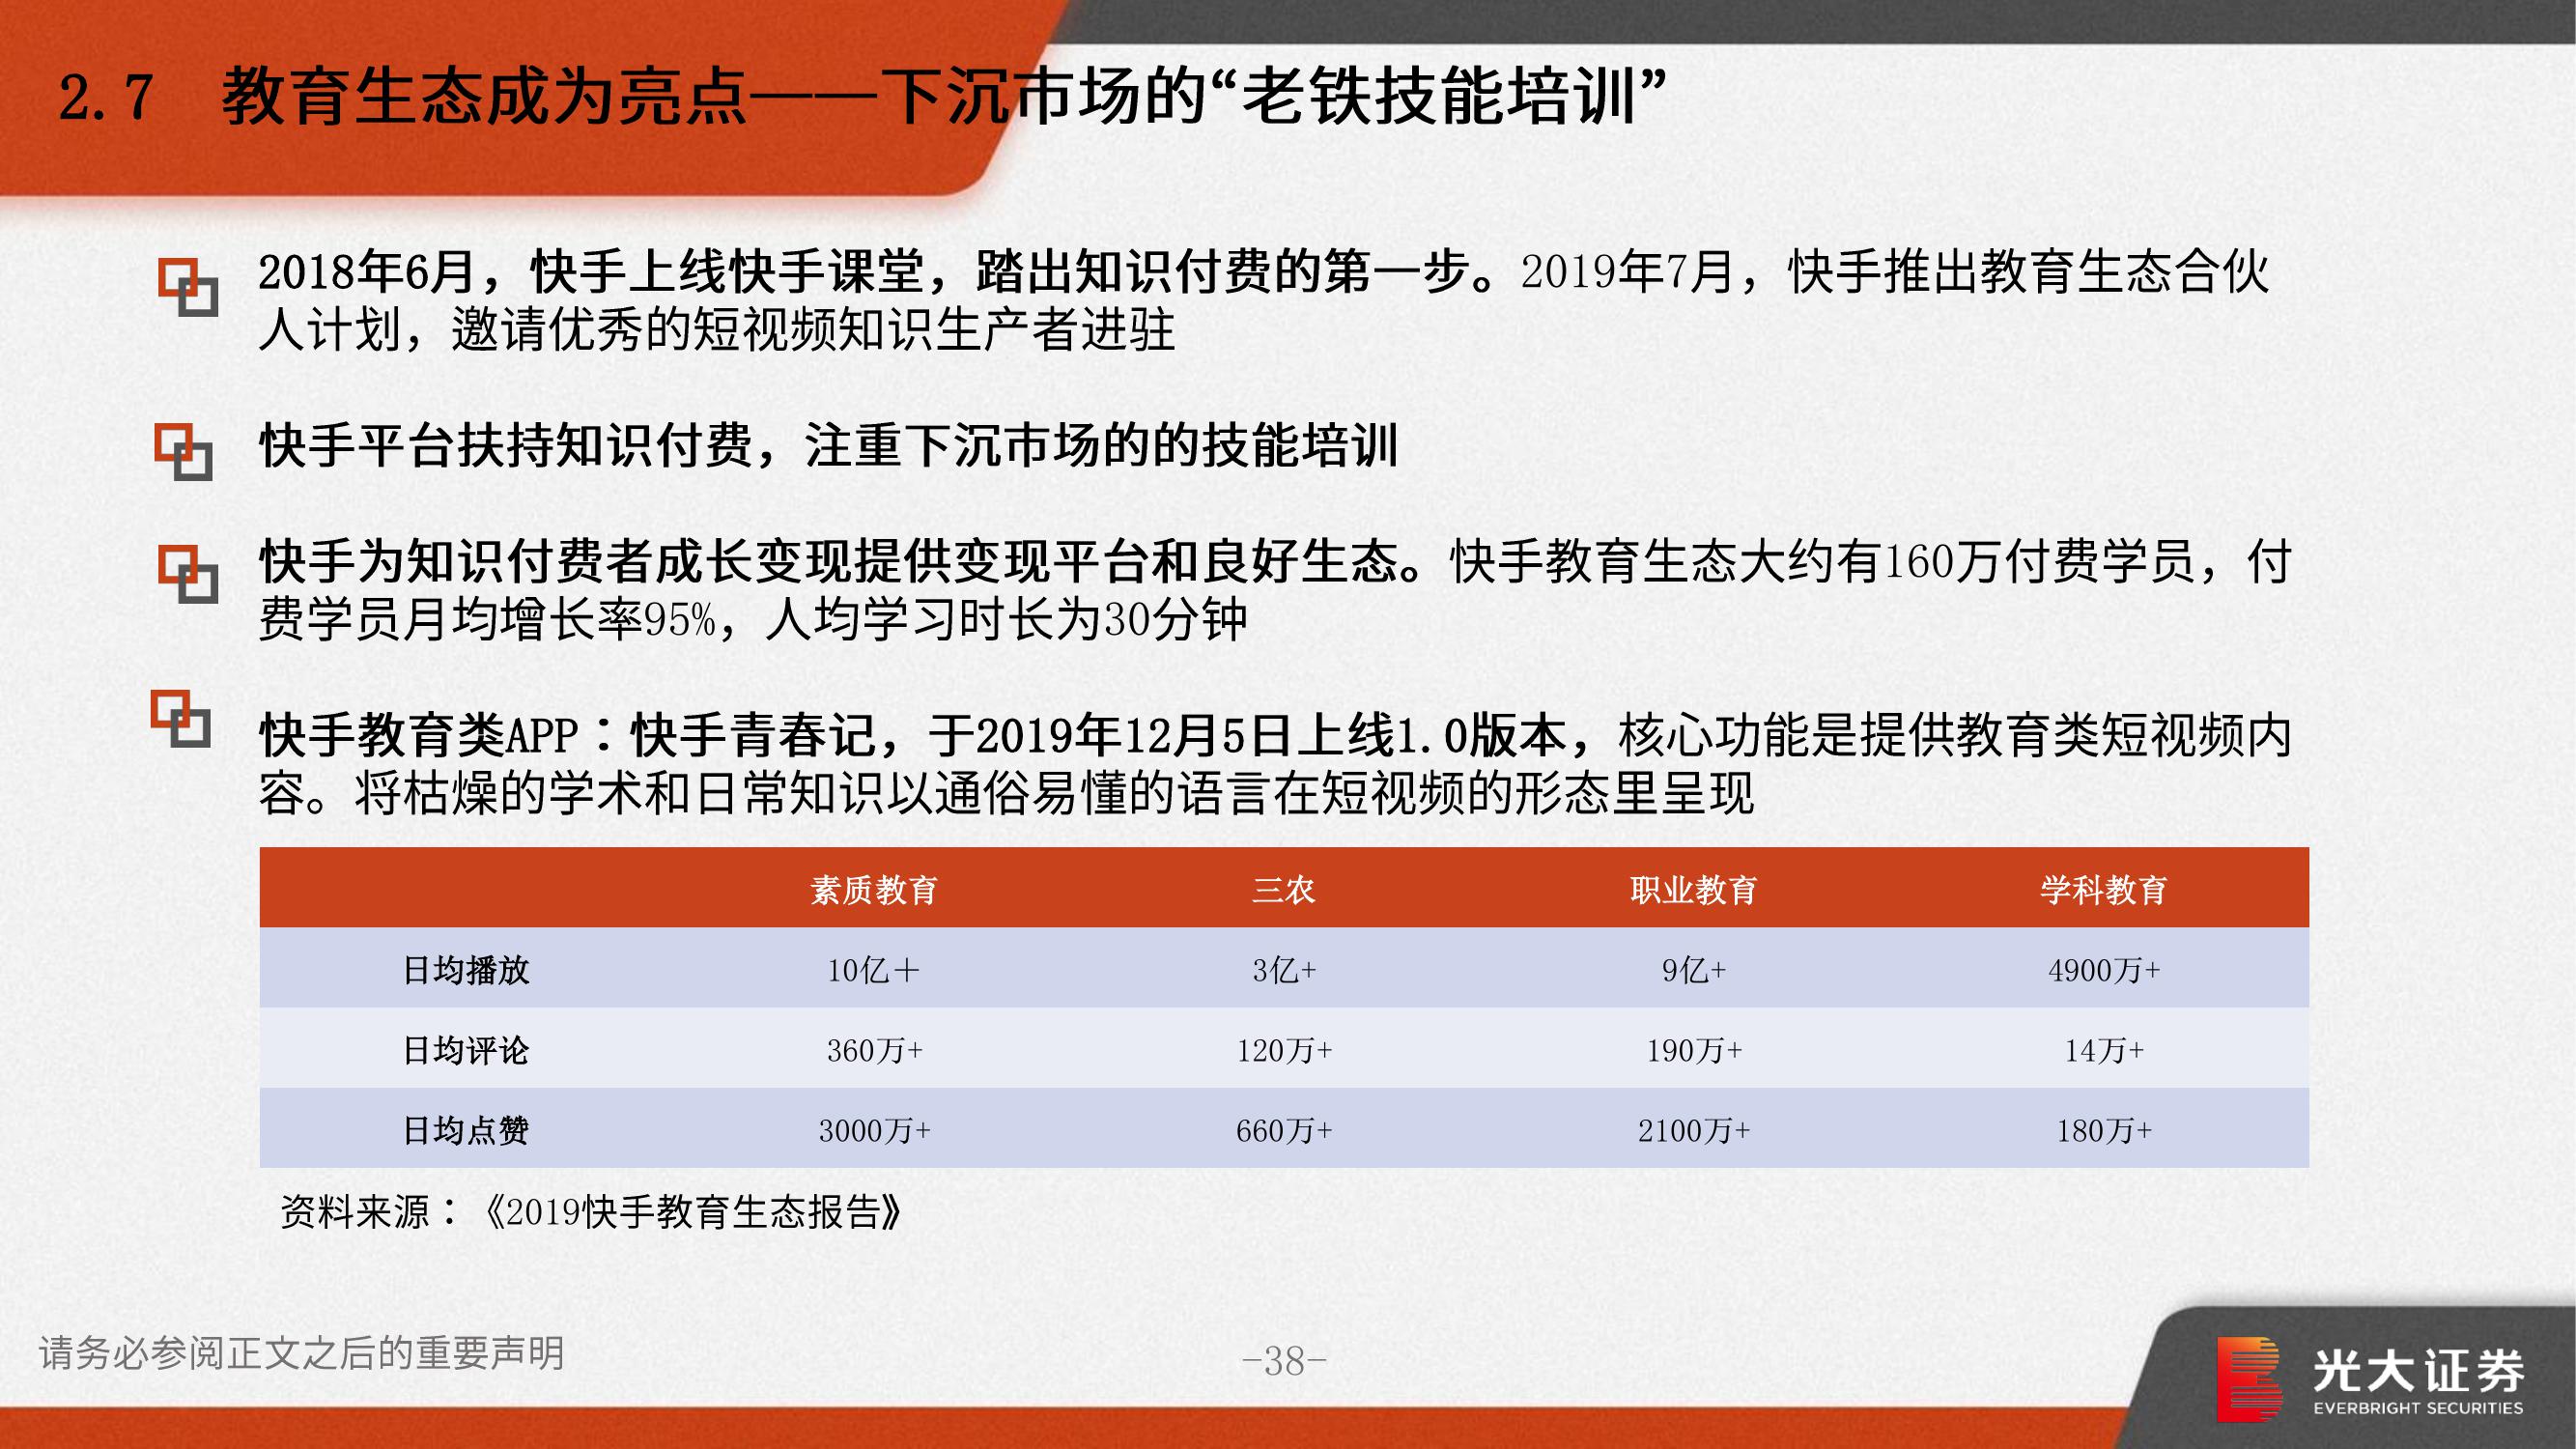 2.7 教育生态成为亮点——下沉市场的“老铁技能培训”
2018年6月，快手上线快手课堂，踏出知识付费的第一步。2019年7月，快手推出教育生态合伙
人计划，邀请优秀的短视频知识生产者进驻
快手平台扶持知识付费，注重下沉市场的的技能培训
快手为知识付费者成长变现提供变现平台和良好生态。快手教育生态大约有160万付费学员，付
费学员月均增长率95%，人均学习时长为30分钟
快手教育类APP：快手青春记，于2019年12月5日上线1.0版本，核心功能是提供教育类短视频内
容。将枯燥的学术和日常知识以通俗易懂的语言在短视频的形态里呈现
素质教育 三农 职业教育 学科教育
日均播放 10亿＋ 3亿+ 9亿+ 4900万+
日均评论 360万+ 120万+ 190万+ 14万+
日均点赞 3000万+ 660万+ 2100万+ 180万+
资料来源：《2019快手教育生态报告》
请务必参阅正文之后的重要声明
-38-
光大证券
EVERBRIGHT SECURITIES